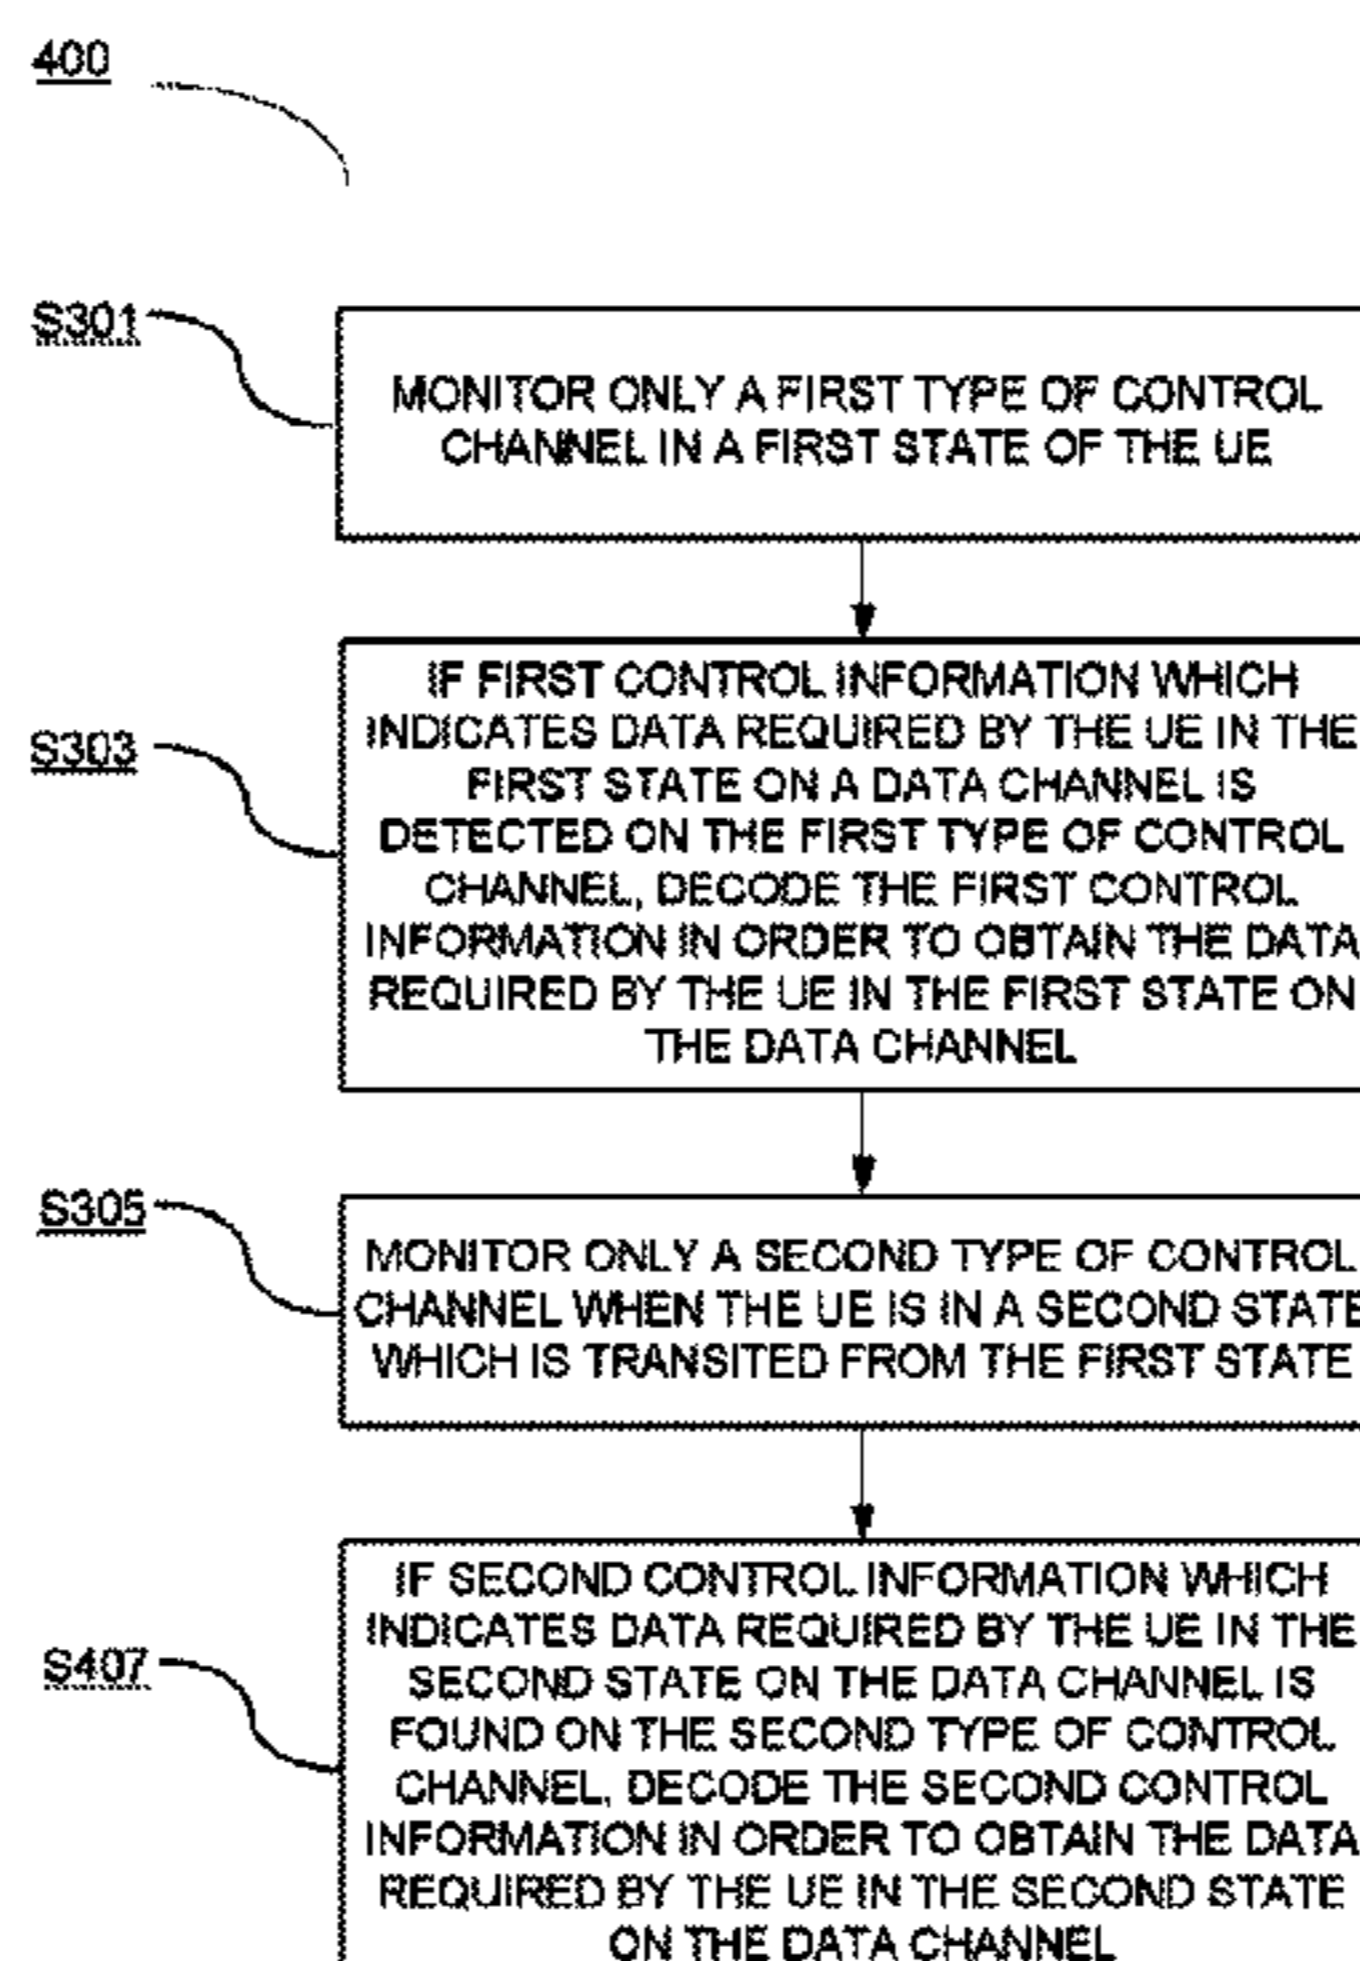 400
S301
MONITOR ONLY A FIRST TYPE OF CONTROL
CHANNEL IN A FIRST STATE OF THE UE
S303
IF FIRST CONTROL INFORMATION WHICH
INDICATES DATA REQUIRED BY THE UE IN THE
FIRST STATE ON A DATA CHANNEL IS
DETECTED ON THE FIRST TYPE OF CONTROL
CHANNEL, DECODE THE FIRST CONTROL
INFORMATION IN ORDER TO OBTAIN THE DATA
REQUIRED BY THE UE IN THE FIRST STATE ON
THE DATA CHANNEL
S305
MONITOR ONLY A SECOND TYPE OF CONTROL
CHANNEL WHEN THE UE IS IN A SECOND STATE
WHICH IS TRANSITED FROM THE FIRST STATE
S407
IF SECOND CONTROL INFORMATION WHICH
INDICATES DATA REQUIRED BY THE UE IN THE
SECOND STATE ON THE DATA CHANNEL IS
FOUND ON THE SECOND TYPE OF CONTROL
CHANNEL, DECODE THE SECOND CONTROL
INFORMATION IN ORDER TO OBTAIN THE DATA
REQUIRED BY THE UE IN THE SECOND STATE
ON THE DATA CHANNEL